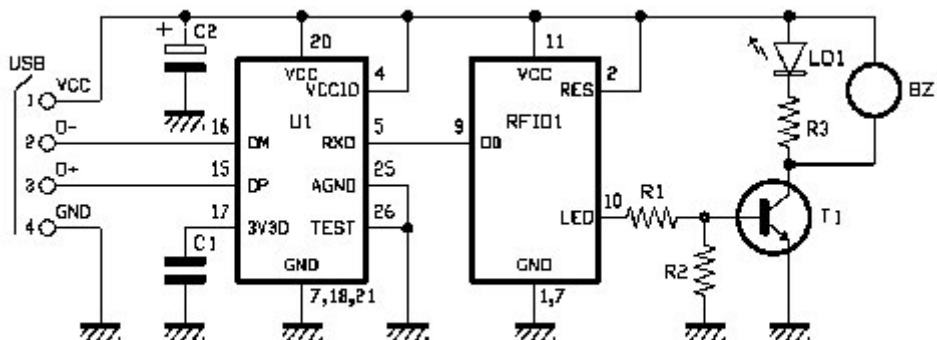 USB
1 VCC
2 D-
3 D+
4 GND
+ C2
C1
20
VCC
VCCIO 4
U1
16 DM
RXD 5
15 DP
AGND 25
17 3V3O
TEST 26
GND
7,18,21
11
VCC
RES 2
RFID1
9 D0
LED 10
GND
1,7
R1
R2
LD1
R3
BZ
T1